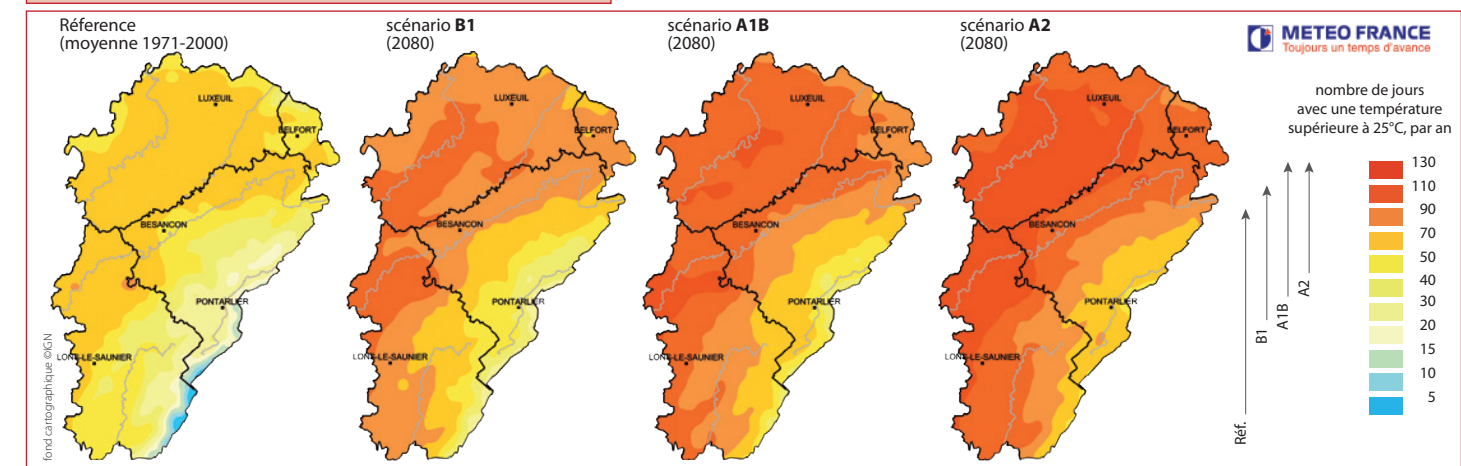 Réference
(moyenne 1971-2000)
scénario B1
(2080)
scénario A1B
(2080)
scénario A2
(2080)
METEO FRANCE
Toujours un temps d'avance
LUXEUIL
BELFORT
BESANCON
PONTARLIER
LONS-LE-SAUNIER
LUXEUIL
BELFORT
BESANCON
PONTARLIER
LONS-LE-SAUNIER
LUXEUIL
BELFORT
BESANCON
PONTARLIER
LONS-LE-SAUNIER
LUXEUIL
BELFORT
BESANCON
PONTARLIER
LONS-LE-SAUNIER
nombre de jours
avec une température
supérieure à 25°C, par an
130
110
90
70
50
40
30
20
15
10
5
Réf.
B1
A1B
A2
fond cartographique ©IGN